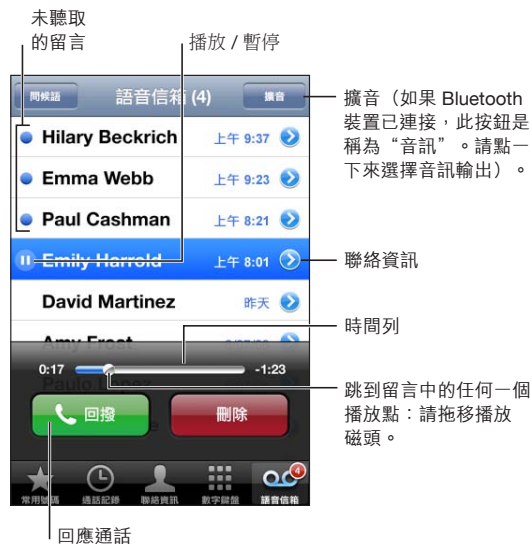 未聽取
的留言
播放 / 暫停
問候語
語音信箱 (4)
擴音
擴音（如果 Bluetooth
裝置已連接，此按鈕是
稱為“音訊”。請點一
下來選擇音訊輸出）。
Hilary Beckrich
上午 9:37
Emma Webb
上午 9:23
Paul Cashman
上午 8:21
Emily Harrold
上午 8:01
聯絡資訊
David Martinez
昨天
Amy Frost
時間列
0:17
-1:23
Paulo Lopez
跳到留言中的任何一個
播放點：請拖移播放
磁頭。
回撥
刪除
常用號碼
通話記錄
聯絡資訊
數字鍵盤
語音信箱
4
回應通話